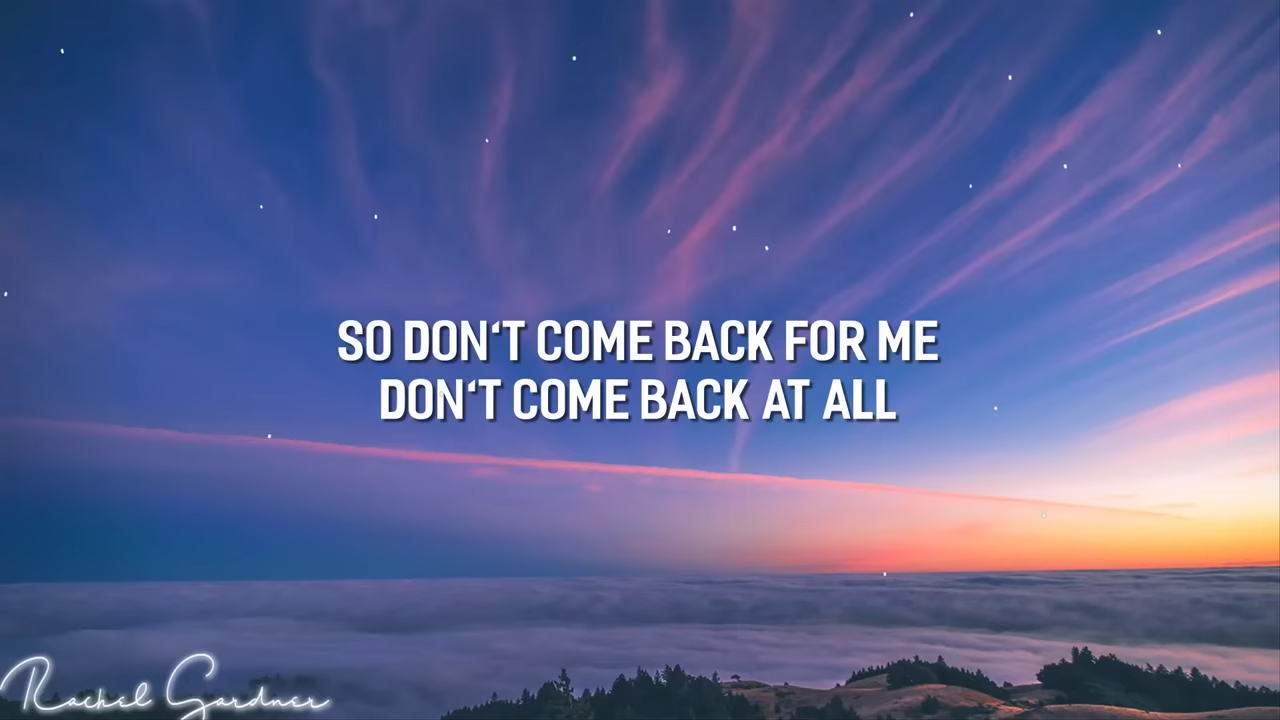 SO DON‘T COME BACK FOR ME
DON‘T COME BACK AT ALL
Rachel Gardner